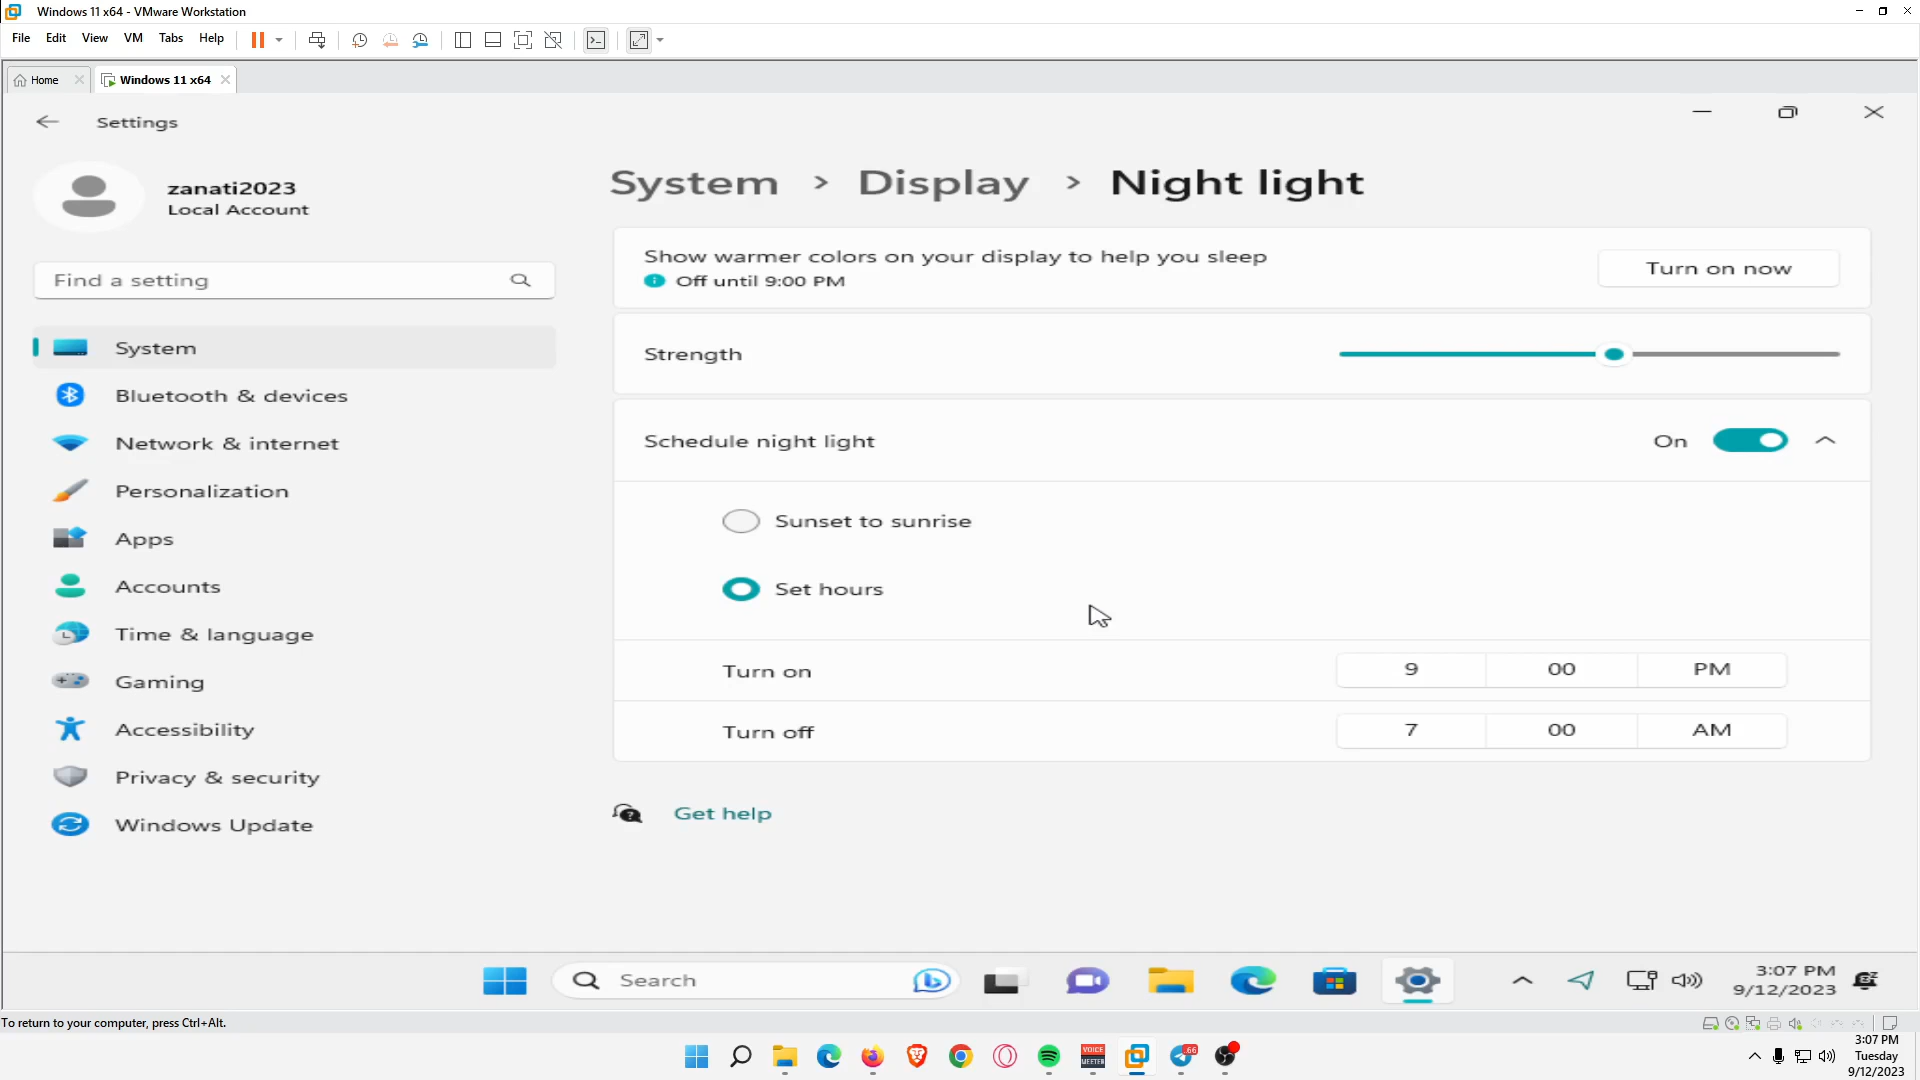 Windows 11 x64 - VMware Workstation
File Edit View VM Tabs Help
Home
Windows 11 x64
Settings
zanati2023
Local Account
Find a setting
System
Bluetooth & devices
Network & internet
Personalization
Apps
Accounts
Time & language
Gaming
Accessibility
Privacy & security
Windows Update
System > Display > Night light
Show warmer colors on your display to help you sleep
Off until 9:00 PM
Turn on now
Strength
Schedule night light
On
Sunset to sunrise
Set hours
Turn on
9 00 PM
Turn off
7 00 AM
Get help
Search
3:07 PM
9/12/2023
To return to your computer, press Ctrl+Alt.
VOICE
MEETER
66
3:07 PM
Tuesday
9/12/2023